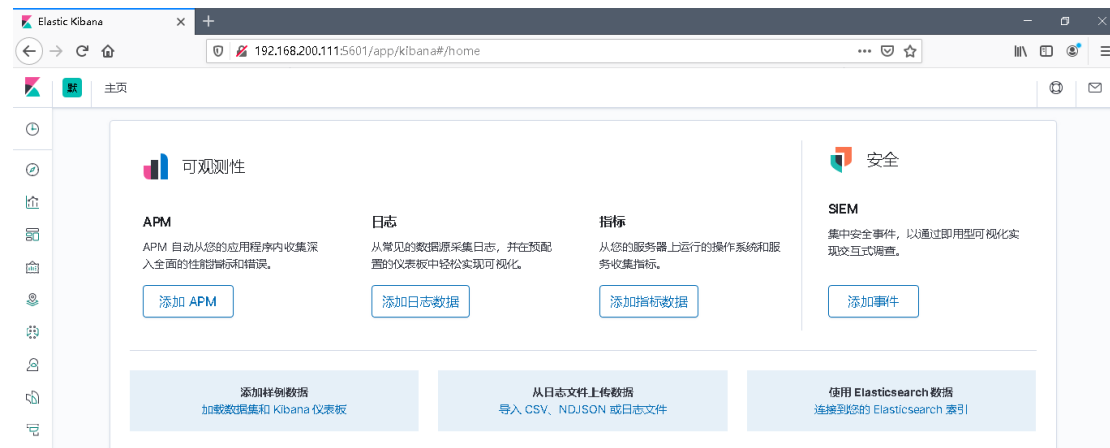 Elastic Kibana
192.168.200.111:5601/app/kibana#/home
默
主页
可观测性
APM
APM 自动从您的应用程序内收集深
入全面的性能指标和错误。
添加 APM
日志
从常见的数据源采集日志，并在预配
置的仪表板中轻松实现可视化。
添加日志数据
指标
从您的服务器上运行的操作系统和服
务收集指标。
添加指标数据
安全
SIEM
集中安全事件，以通过即用型可视化实
现交互式调查。
添加事件
添加样例数据
加载数据集和 Kibana 仪表板
从日志文件上传数据
导入 CSV、NDJSON 或日志文件
使用 Elasticsearch 数据
连接到您的 Elasticsearch 索引